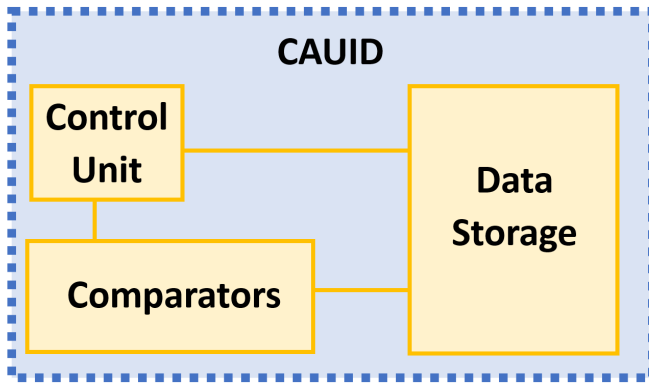 CAUID
Control
Unit
Data
Storage
Comparators